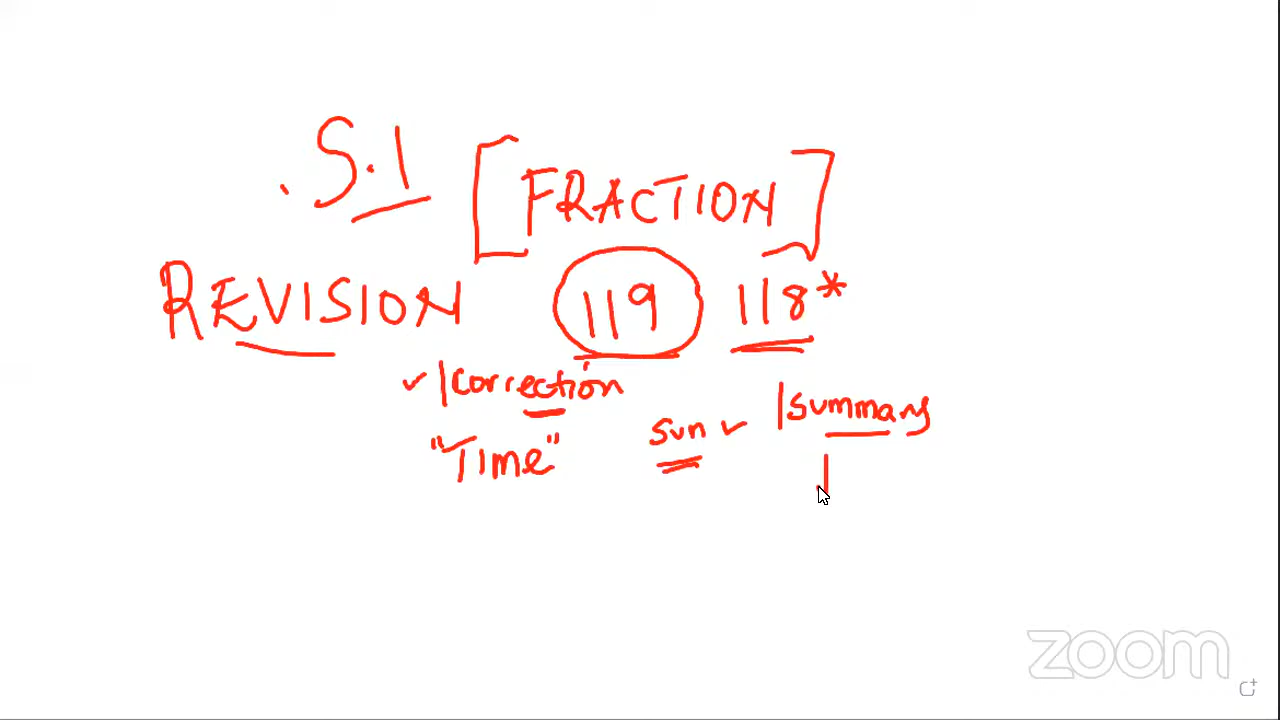 .S.1 [FRACTION]
REVISION 119 118*
✓/correction /summary
"Time" sun ✓
zoom